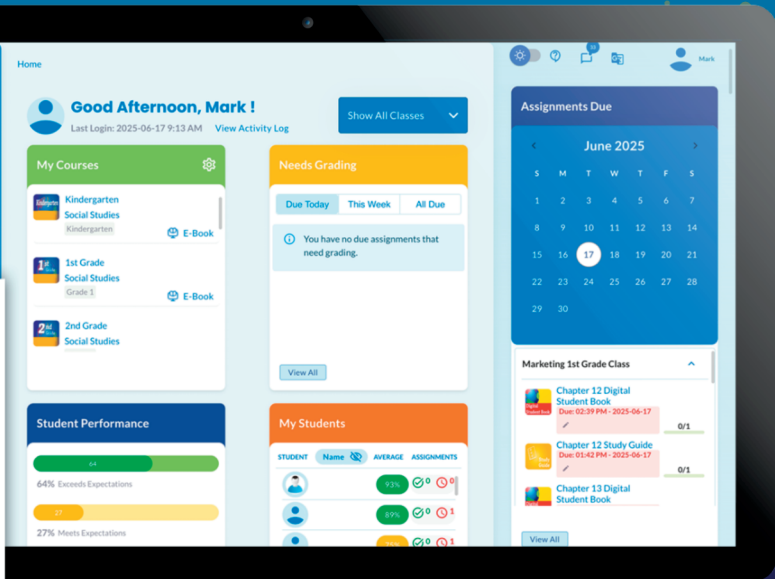 Home
Mark
Good Afternoon, Mark !
Last Login: 2025-06-17 9:13 AM View Activity Log
Show All Classes
My Courses
Kindergarten
Social Studies
Kindergarten
E-Book
1st Grade
Social Studies
Grade 1
E-Book
2nd Grade
Social Studies
Needs Grading
Due Today This Week All Due
You have no due assignments that
need grading.
View All
Assignments Due
June 2025
S M T W T F S
1 2 3 4 5 6 7
8 9 10 11 12 13 14
15 16 17 18 19 20 21
22 23 24 25 26 27 28
29 30
Marketing 1st Grade Class
Chapter 12 Digital
Student Book
Due: 02:39 PM - 2025-06-17
0/1
Chapter 12 Study Guide
Due: 01:42 PM - 2025-06-17
0/1
Chapter 13 Digital
Student Book
View All
Student Performance
64
64% Exceeds Expectations
27
27% Meets Expectations
My Students
STUDENT Name AVERAGE ASSIGNMENTS
93% 0 0
89% 0 1
0 1